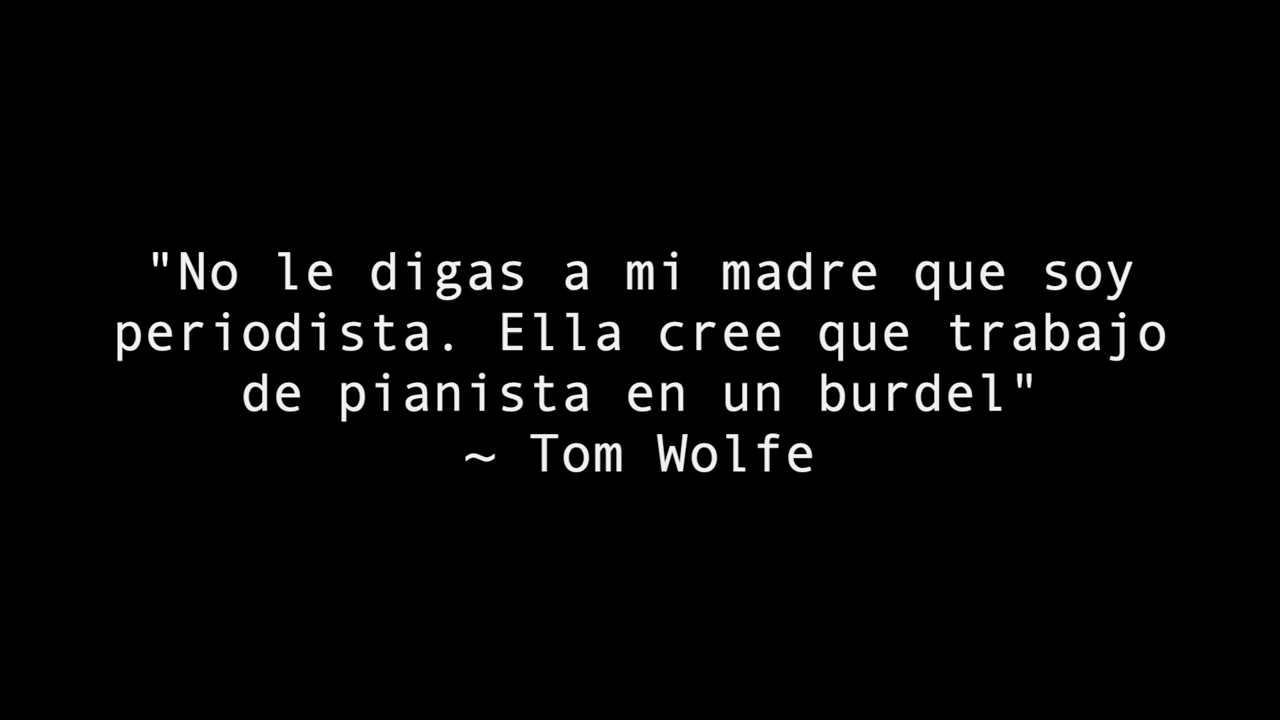 "No le digas a mi madre que soy
periodista. Ella cree que trabajo
de pianista en un burdel"
~ Tom Wolfe